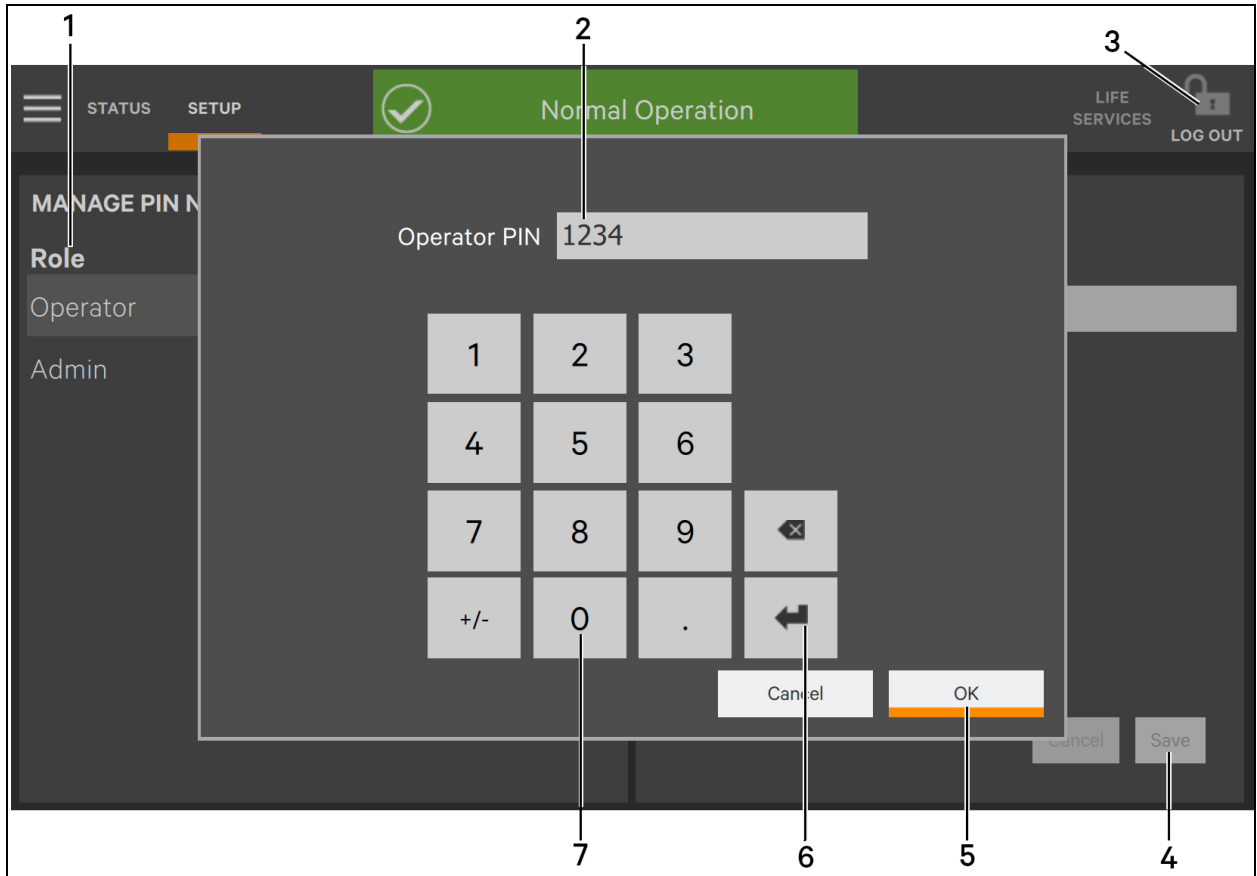 1
2
3
STATUS
SETUP
Normal Operation
LIFE
SERVICES
LOG OUT
MANAGE PIN N
Role
Operator
Admin
Operator PIN
1234
1 2 3
4 5 6
7 8 9
+/- 0 .
Cancel
OK
Cancel
Save
7
6
5
4